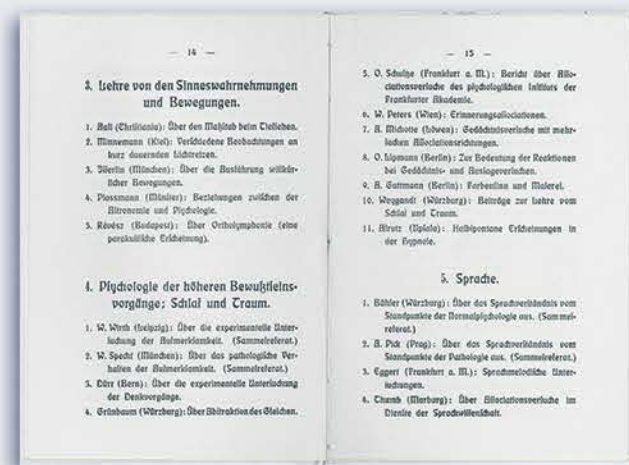 — 14 —
3. Lehre von den Sinneswahrnehmungen
und Bewegungen.
1. Aall (Christiania): Über den Maßstab beim Tiefsehen.
2. Minnemann (Kiel): Verschiedene Beobachtungen an
kurz dauernden Lichtreizen.
3. (München): Über die Ausführung willkür-
licher Bewegungen.
4. Plassmann (Münster): Beziehungen zwischen der
Astronomie und Psychologie.
5. Révész (Budapest): Über Orthosymphonie (eine
parakustische Erscheinung).
4. Psychologie der höheren Bewußtseins-
vorgänge; Schlaf und Traum.
1. W. Wirth (Leipzig): Über die experimentelle Unter-
suchung der Aufmerksamkeit. (Sammelreferat.)
2. W. Specht (München): Über das pathologische Ver-
halten der Aufmerksamkeit. (Sammelreferat.)
3. Dürr (Bern): Über die experimentelle Untersuchung
der Denkvorgänge.
4. Grünbaum (Würzburg): Über Abstraktion des Gleichen.
— 15 —
5. O. Schultze (Frankfurt a. M.): Bericht über Asso-
ciationsversuche des psychologischen Instituts der
Frankfurter Akademie.
6. W. Peters (Wien): Erinnerungsassociationen.
7. A. Michotte (Löwen): Gedächtnisversuche mit mehr-
fachen Associationsrichtungen.
8. O. Lipmann (Berlin): Zur Bedeutung der Reaktionen
bei Gedächtnis- und Aussageversuchen.
9. A. Guttmann (Berlin): Farbensinn und Malerei.
10. Weygandt (Würzburg): Beiträge zur Lehre vom
Schlaf und Traum.
11. Alrutz (Upsala): Halbspontane Erscheinungen in
der Hypnose.
5. Sprache.
1. Bühler (Würzburg): Über das Sprachverständnis vom
Standpunkte der Normalpsychologie aus. (Sammel-
referat.)
2. A. Pick (Prag): Über das Sprachverständnis vom
Standpunkte der Pathologie aus. (Sammelreferat.)
3. Eggert (Frankfurt a. M.): Sprachmelodische Unter-
suchungen.
4. Thumb (Marburg): Über Associationsversuche im
Dienste der Sprachwissenschaft.